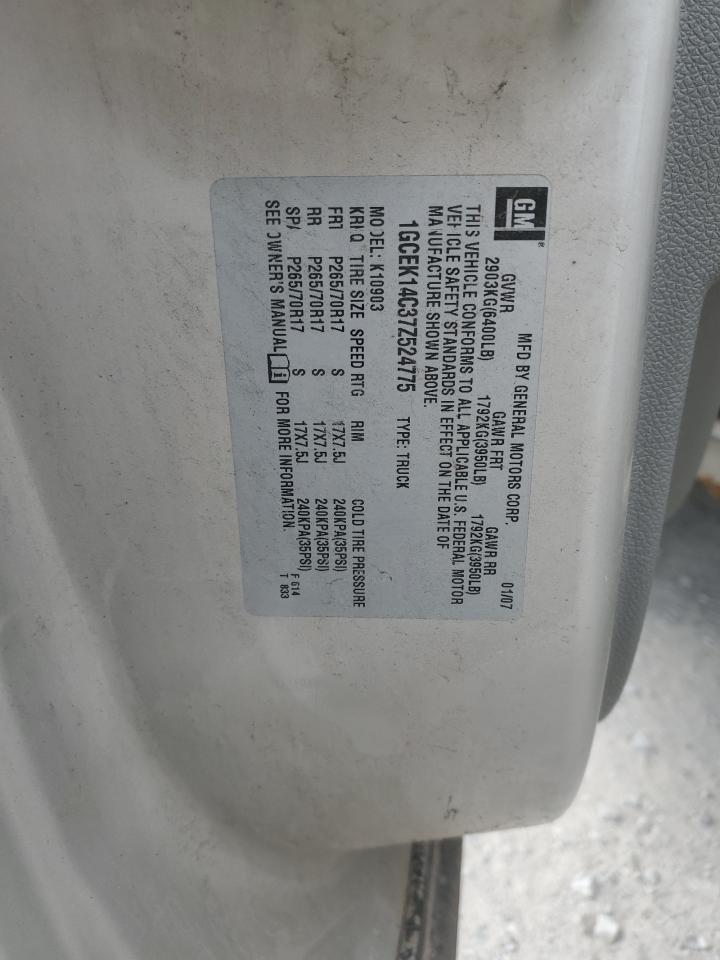 GM®
MFD BY GENERAL MOTORS CORP. 01/07
GVWR GAWR FRT GAWR RR
2903KG(6400LB) 1792KG(3950LB) 1792KG(3950LB)
THIS VEHICLE CONFORMS TO ALL APPLICABLE U.S. FEDERAL MOTOR
VEHICLE SAFETY STANDARDS IN EFFECT ON THE DATE OF
MANUFACTURE SHOWN ABOVE.
1GCEK14C37Z524775 TYPE: TRUCK
MODEL: K10903
TIRE SIZE SPEED RTG RIM COLD TIRE PRESSURE
FRT P265/70R17 S 17X7.5J 240KPA(35PSI)
RR P265/70R17 S 17X7.5J 240KPA(35PSI)
SPA P265/70R17 S 17X7.5J 240KPA(35PSI)
SEE OWNER'S MANUAL FOR MORE INFORMATION.
F 614
T 833